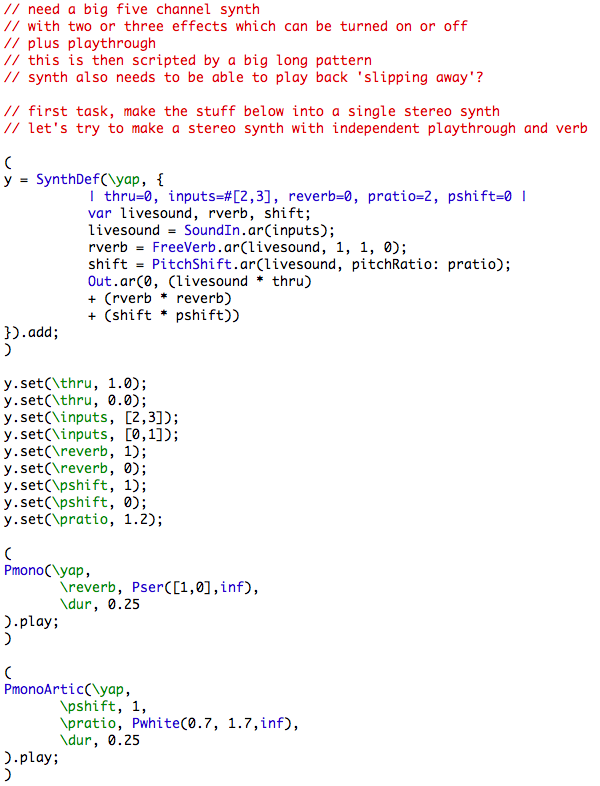 // need a big five channel synth
// with two or three effects which can be turned on or off
// plus playthrough
// this is then scripted by a big long pattern
// synth also needs to be able to play back 'slipping away'?
// first task, make the stuff below into a single stereo synth
// let's try to make a stereo synth with independent playthrough and verb
(
y = SynthDef(\yap, {
| thru=0, inputs=#[2,3], reverb=0, pratio=2, pshift=0 |
var livesound, rverb, shift;
livesound = SoundIn.ar(inputs);
rverb = FreeVerb.ar(livesound, 1, 1, 0);
shift = PitchShift.ar(livesound, pitchRatio: pratio);
Out.ar(0, (livesound * thru)
+ (rverb * reverb)
+ (shift * pshift))
}).add;
)
y.set(\thru, 1.0);
y.set(\thru, 0.0);
y.set(\inputs, [2,3]);
y.set(\inputs, [0,1]);
y.set(\reverb, 1);
y.set(\reverb, 0);
y.set(\pshift, 1);
y.set(\pshift, 0);
y.set(\pratio, 1.2);
(
Pmono(\yap,
\reverb, Pser([1,0],inf),
\dur, 0.25
).play;
)
(
PmonoArtic(\yap,
\pshift, 1,
\pratio, Pwhite(0.7, 1.7,inf),
\dur, 0.25
).play;
)